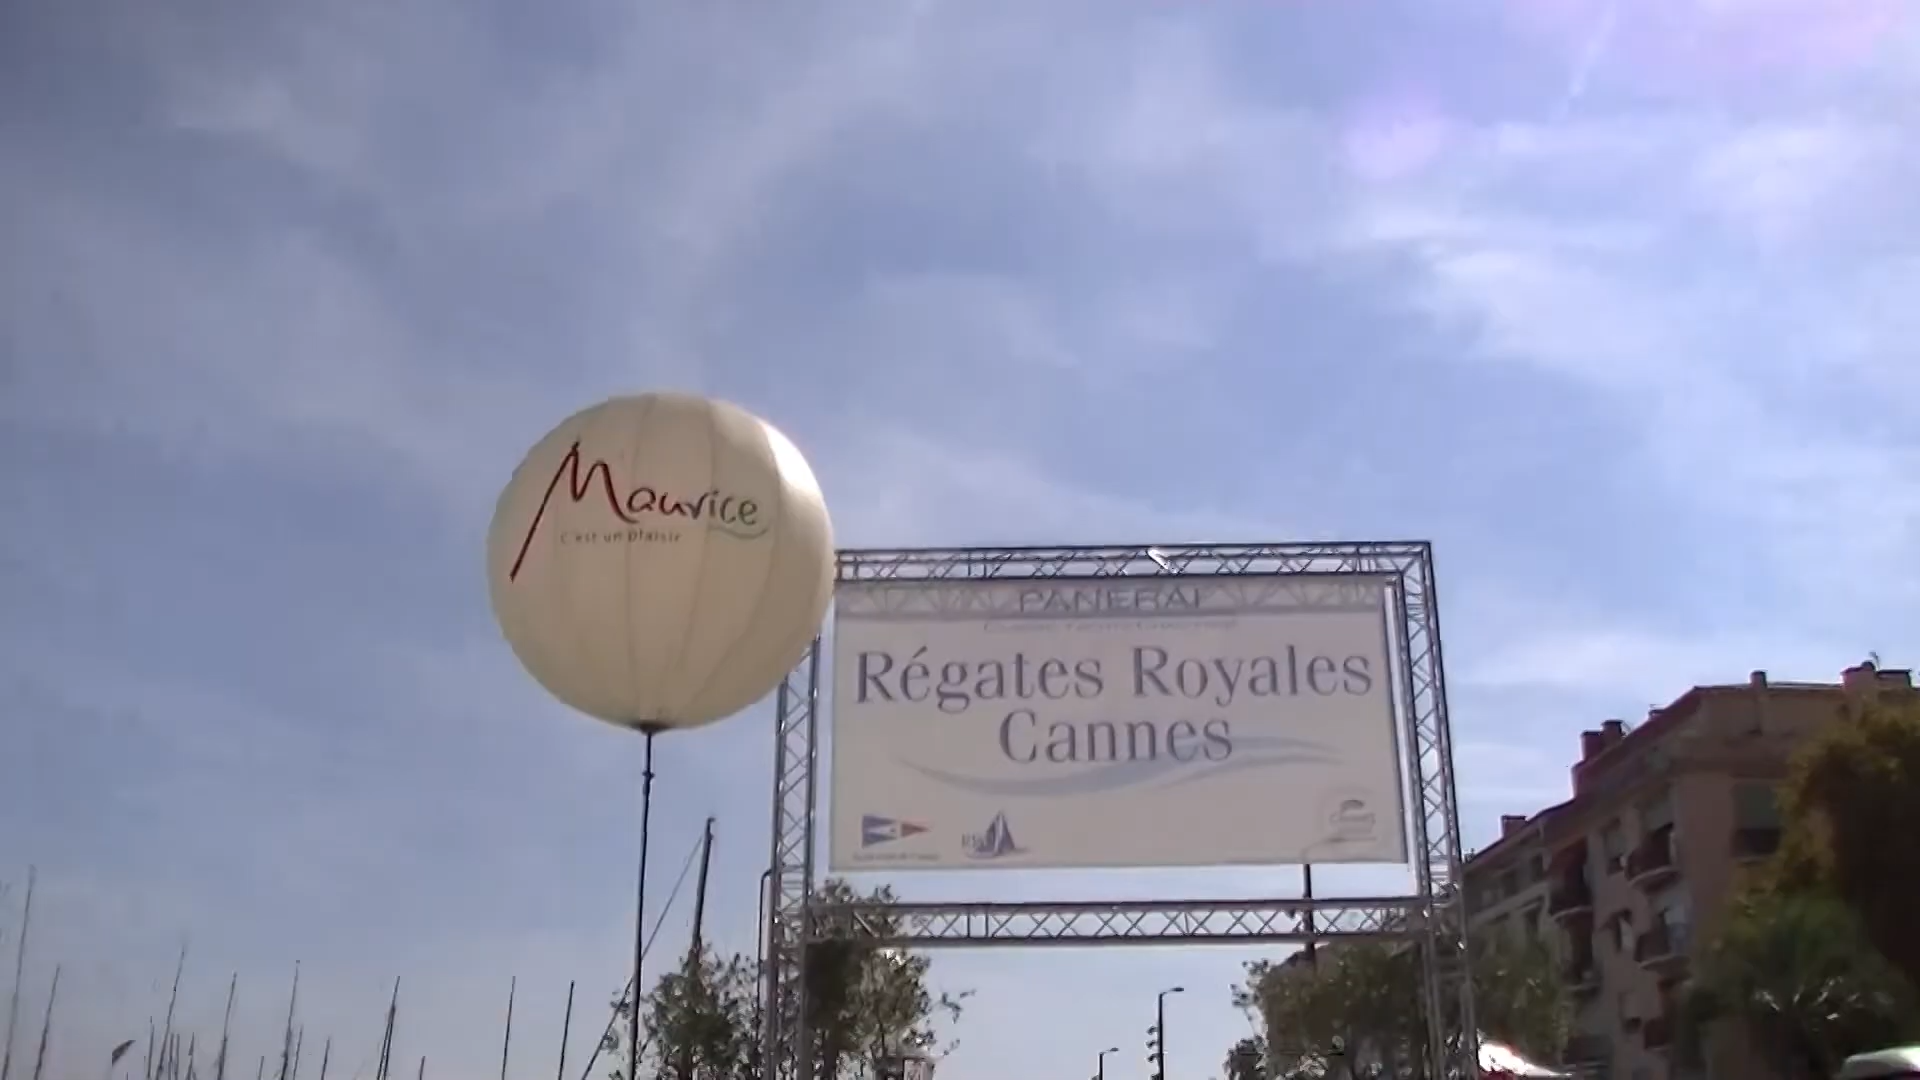 Maurice
C'est un plaisir
PANERAI
Régates Royales
Cannes